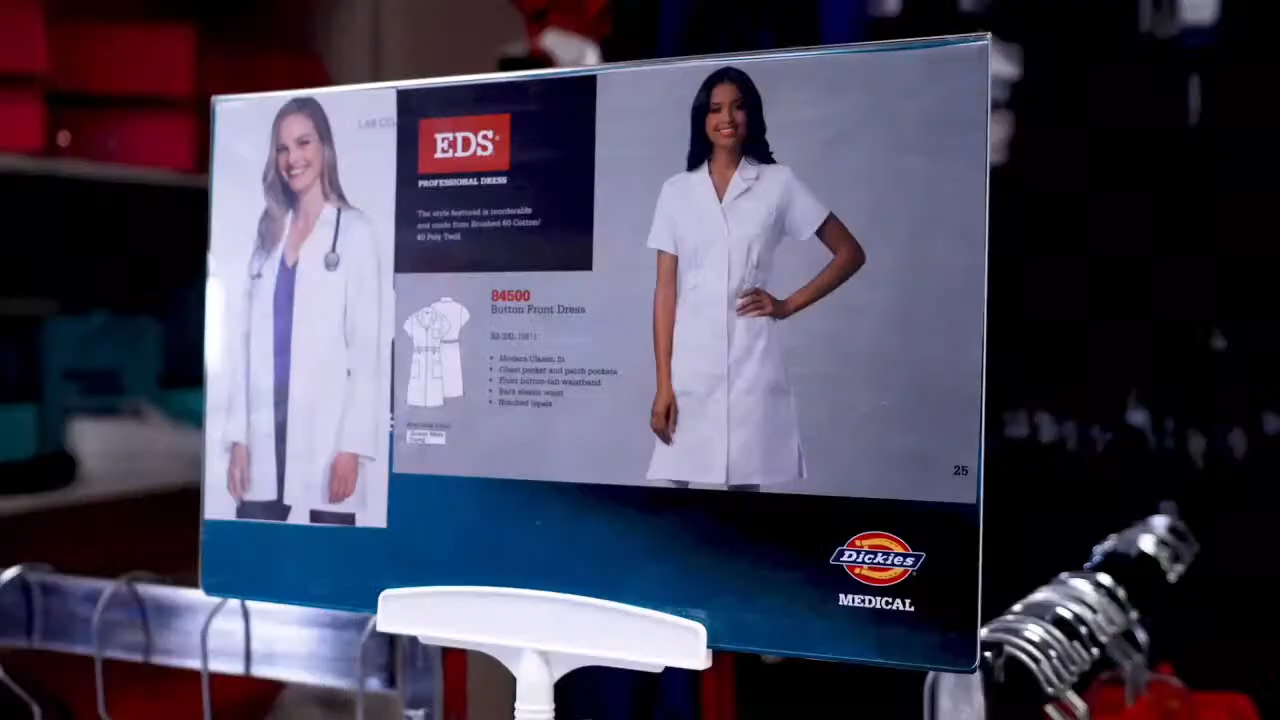 LAB CO
EDS
PROFESSIONAL DRESS
The style featured is reorderable
and made from Brushed 60 Cotton/
40 Poly Twill
84500
Button Front Dress
Modern Classic fit
Chest pocket and patch pockets
Front button-tab waistband
Back elastic waist
Notched lapels
25
Dickies
MEDICAL